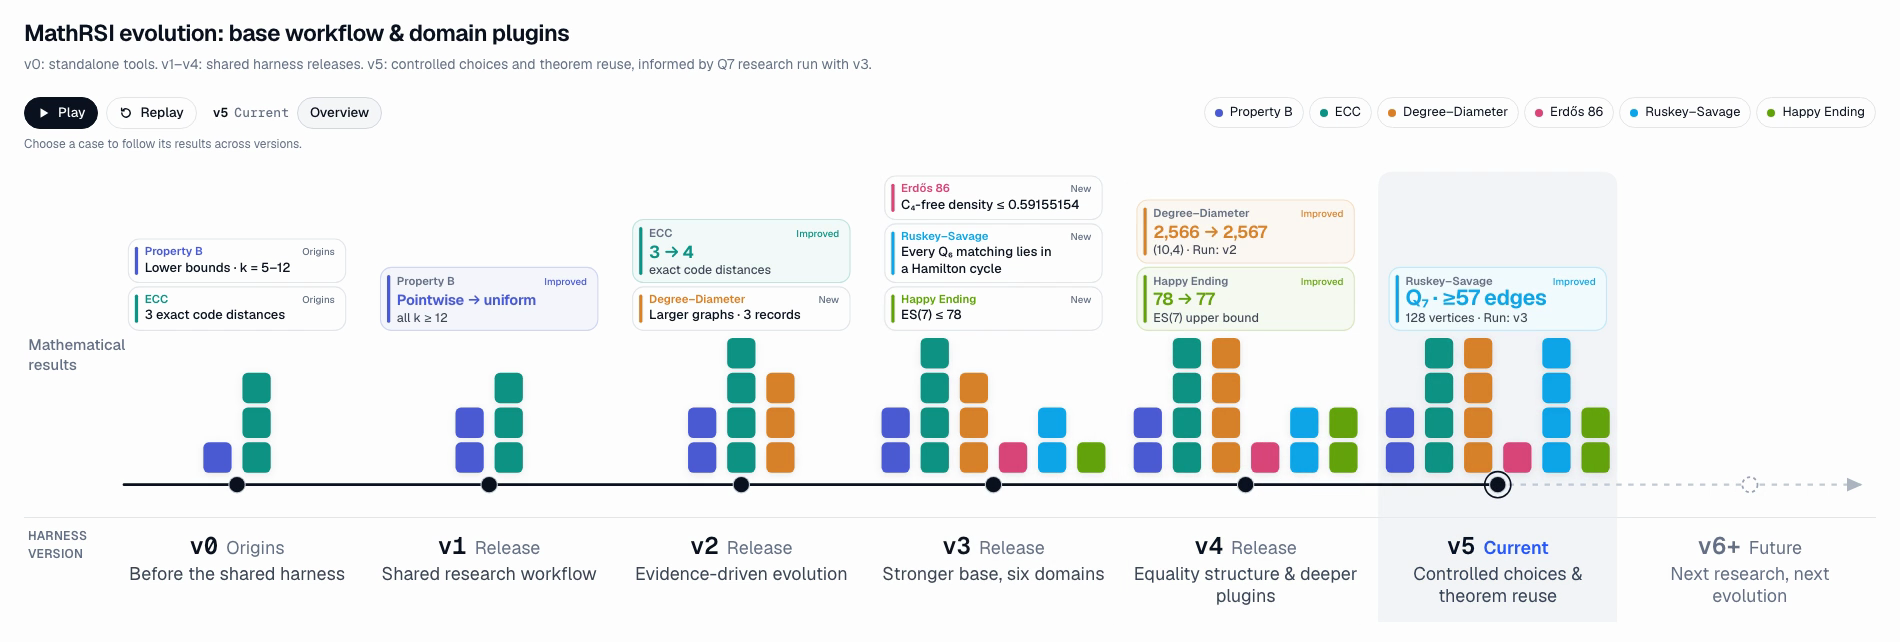 MathRSI evolution: base workflow & domain plugins
v0: standalone tools. v1–v4: shared harness releases. v5: controlled choices and theorem reuse, informed by Q7 research run with v3.
Play
Replay
v5 Current
Overview
Property B
ECC
Degree–Diameter
Erdős 86
Ruskey–Savage
Happy Ending
Choose a case to follow its results across versions.
Mathematical
results
Property B Origins
Lower bounds · k = 5–12
ECC Origins
3 exact code distances
Property B Improved
Pointwise → uniform
all k ≥ 12
ECC Improved
3 → 4
exact code distances
Degree–Diameter New
Larger graphs · 3 records
Erdős 86 New
C₄-free density ≤ 0.59155154
Ruskey–Savage New
Every Q₆ matching lies in
a Hamilton cycle
Happy Ending New
ES(7) ≤ 78
Degree–Diameter Improved
2,566 → 2,567
(10,4) · Run: v2
Happy Ending Improved
78 → 77
ES(7) upper bound
Ruskey–Savage Improved
Q₇ · ≥57 edges
128 vertices · Run: v3
HARNESS
VERSION
v0 Origins
Before the shared harness
v1 Release
Shared research workflow
v2 Release
Evidence-driven evolution
v3 Release
Stronger base, six domains
v4 Release
Equality structure & deeper
plugins
v5 Current
Controlled choices &
theorem reuse
v6+ Future
Next research, next
evolution